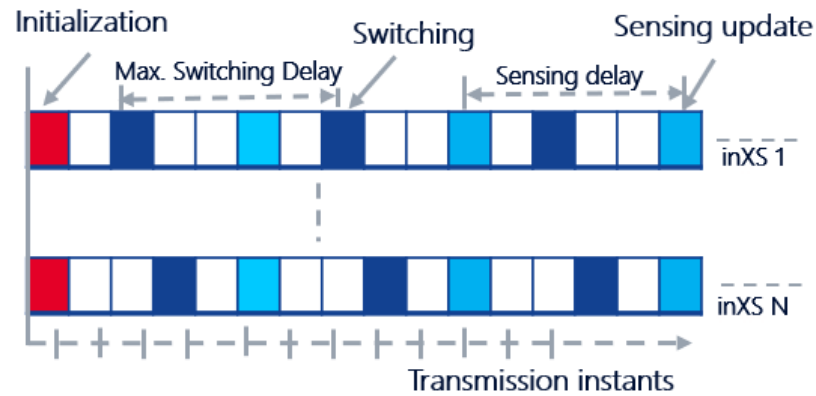 Initialization
Switching
Sensing update
Max. Switching Delay
Sensing delay
inXS 1
inXS N
Transmission instants